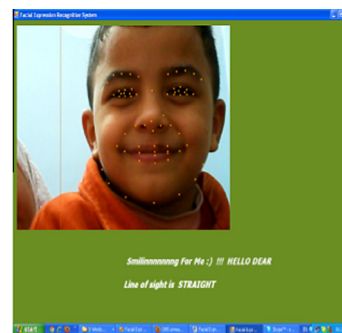 Facial Expression Recognition System
Smilinnnnnnng For Me :) !!! HELLO DEAR
Line of sight is STRAIGHT
start